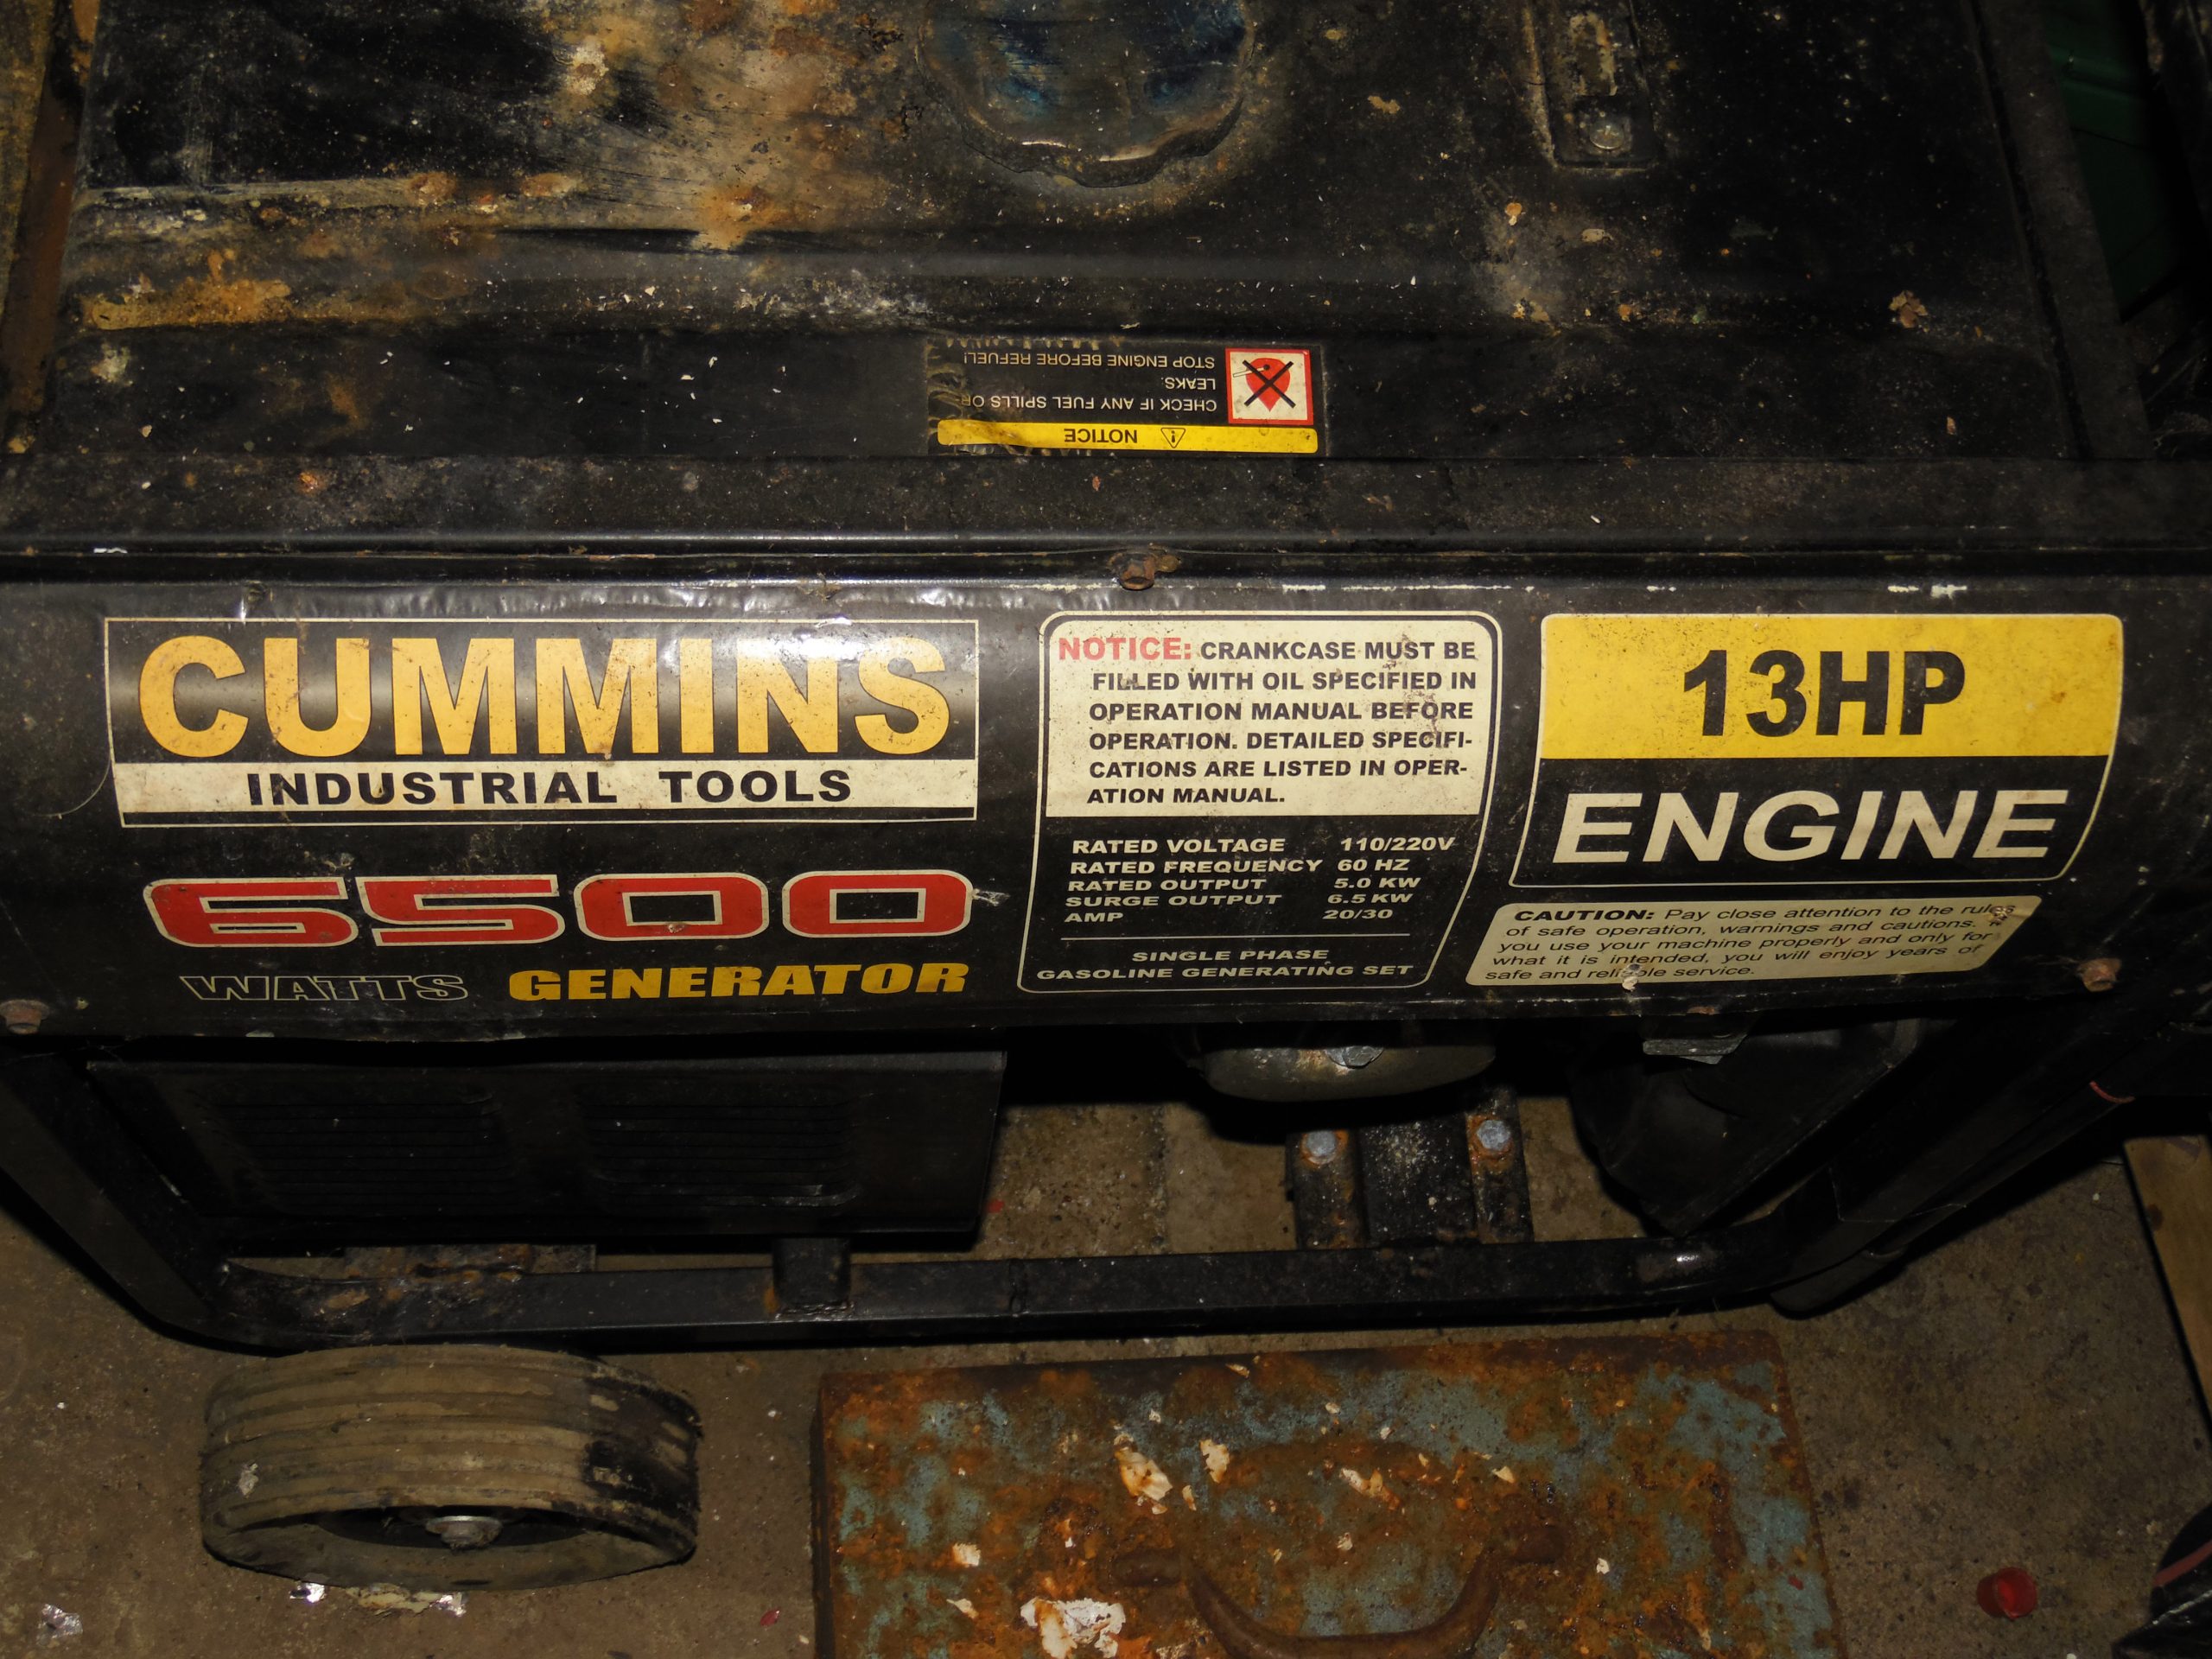 NOTICE
CHECK IF ANY FUEL SPILLS OR
LEAKS.
STOP ENGINE BEFORE REFUEL!
CUMMINS
INDUSTRIAL TOOLS
6500
WATTS GENERATOR
NOTICE: CRANKCASE MUST BE
FILLED WITH OIL SPECIFIED IN
OPERATION MANUAL BEFORE
OPERATION. DETAILED SPECIFI-
CATIONS ARE LISTED IN OPER-
ATION MANUAL.
RATED VOLTAGE 110/220V
RATED FREQUENCY 60 HZ
RATED OUTPUT 5.0 KW
SURGE OUTPUT 6.5 KW
AMP 20/30
SINGLE PHASE
GASOLINE GENERATING SET
13HP
ENGINE
CAUTION: Pay close attention to the rules
of safe operation, warnings and cautions.
you use your machine properly and only for
what it is intended, you will enjoy years of
safe and reliable service.